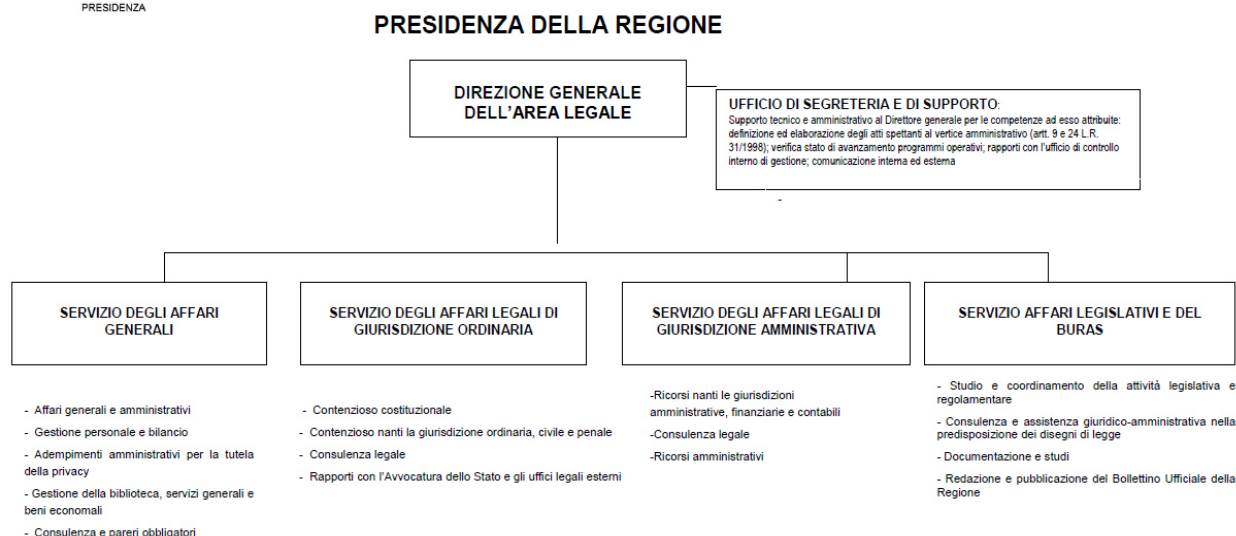 PRESIDENZA
PRESIDENZA DELLA REGIONE
DIREZIONE GENERALE
DELL'AREA LEGALE
UFFICIO DI SEGRETERIA E DI SUPPORTO:
Supporto tecnico e amministrativo al Direttore generale per le competenze ad esso attribuite:
definizione ed elaborazione degli atti spettanti al vertice amministrativo (artt. 9 e 24 L.R.
31/1998); verifica stato di avanzamento programmi operativi; rapporti con l'ufficio di controllo
interno di gestione; comunicazione interna ed esterna
-
SERVIZIO DEGLI AFFARI
GENERALI
- Affari generali e amministrativi
- Gestione personale e bilancio
- Adempimenti amministrativi per la tutela
della privacy
- Gestione della biblioteca, servizi generali e
beni economali
- Consulenza e pareri obbligatori
SERVIZIO DEGLI AFFARI LEGALI DI
GIURISDIZIONE ORDINARIA
- Contenzioso costituzionale
- Contenzioso nanti la giurisdizione ordinaria, civile e penale
- Consulenza legale
- Rapporti con l'Avvocatura dello Stato e gli uffici legali esterni
SERVIZIO DEGLI AFFARI LEGALI DI
GIURISDIZIONE AMMINISTRATIVA
-Ricorsi nanti le giurisdizioni
amministrative, finanziarie e contabili
-Consulenza legale
-Ricorsi amministrativi
SERVIZIO AFFARI LEGISLATIVI E DEL
BURAS
- Studio e coordinamento della attività legislativa e
regolamentare
- Consulenza e assistenza giuridico-amministrativa nella
predisposizione dei disegni di legge
- Documentazione e studi
- Redazione e pubblicazione del Bollettino Ufficiale della
Regione